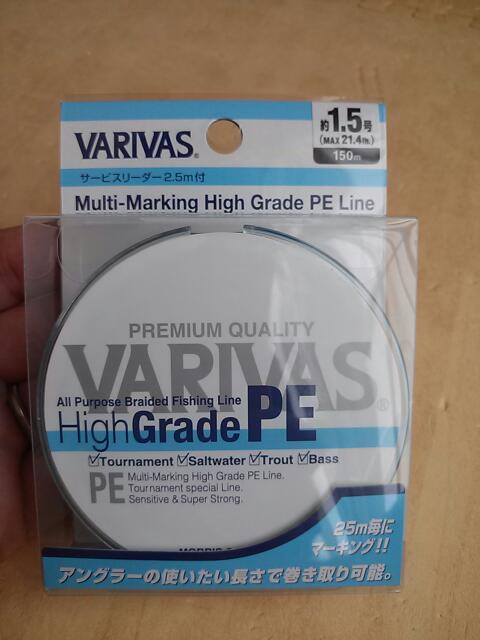 VARIVAS®
約1.5号
(MAX 21.4lb.)
150m
サービスリーダー2.5m付
Multi-Marking High Grade PE Line
PREMIUM QUALITY
VARIVAS®
All Purpose Braided Fishing Line
HighGrade PE
Tournament Saltwater Trout Bass
PE
Multi-Marking High Grade PE Line.
Tournament special Line.
Sensitive & Super Strong.
25m毎に
マーキング!!
アングラーの使いたい長さで巻き取り可能。